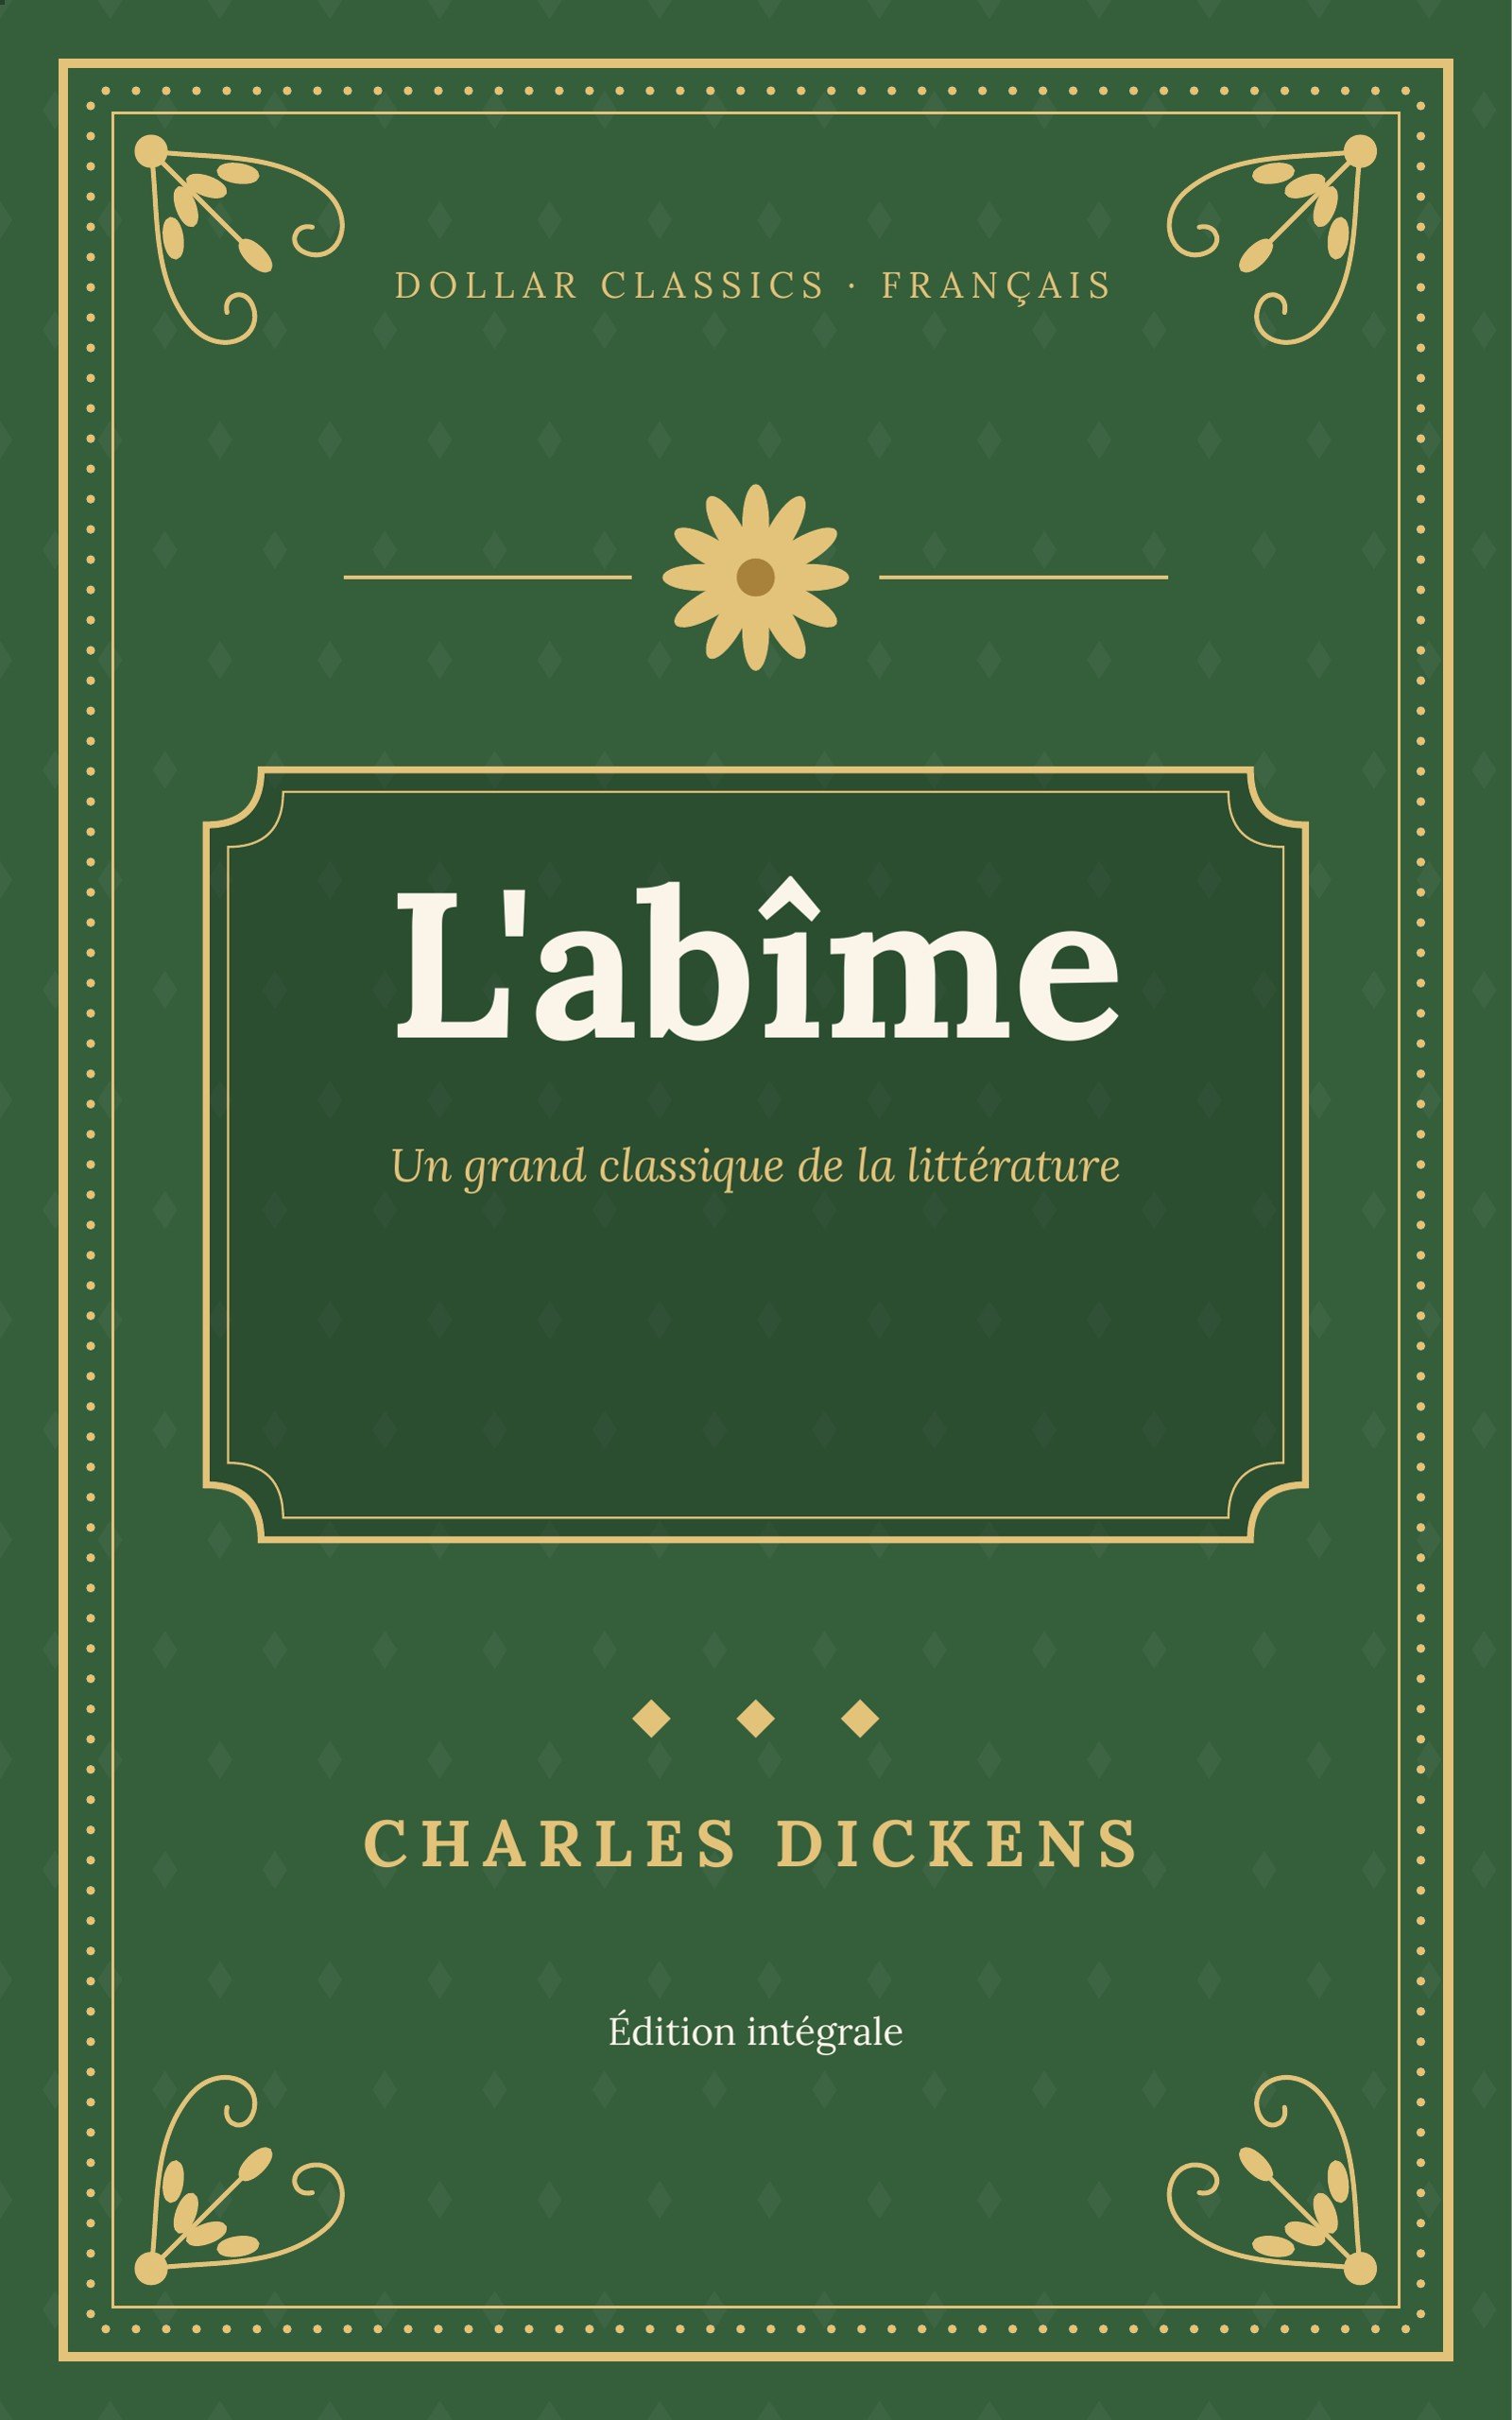 DOLLAR CLASSICS · FRANÇAIS
L'abîme
Un grand classique de la littérature
CHARLES DICKENS
Édition intégrale